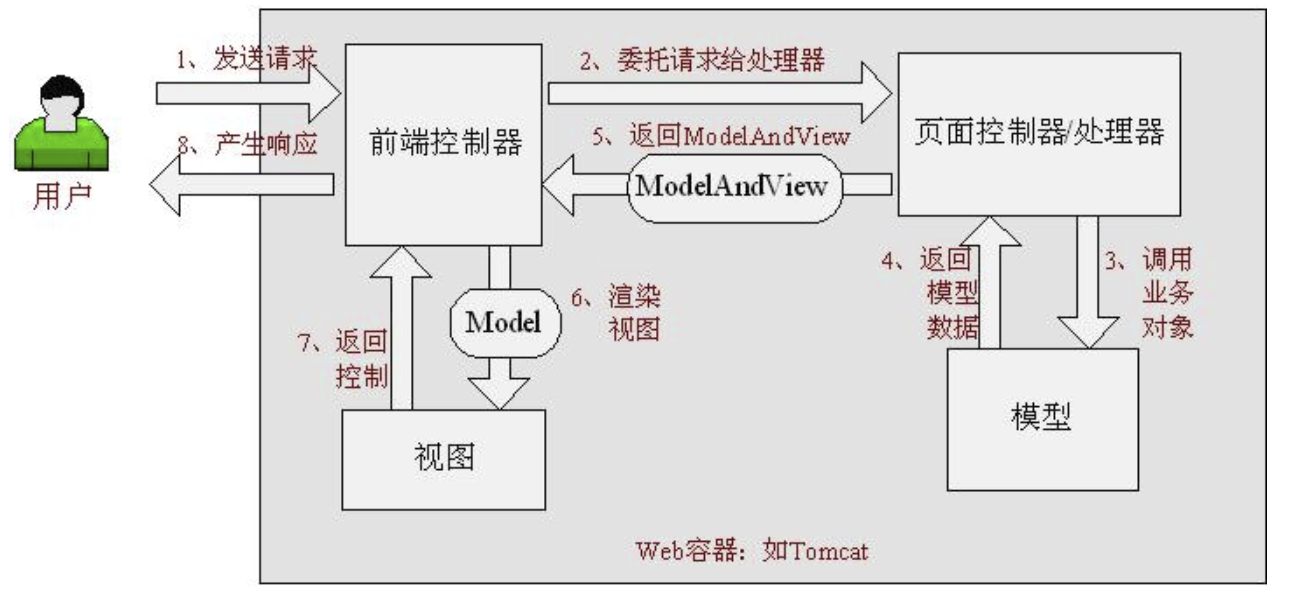 1、发送请求
2、委托请求给处理器
前端控制器
页面控制器/处理器
5、返回ModelAndView
8、产生响应
ModelAndView
用户
4、返回
模型
数据
3、调用
业务
对象
6、渲染
视图
Model
7、返回
控制
模型
视图
Web容器：如Tomcat